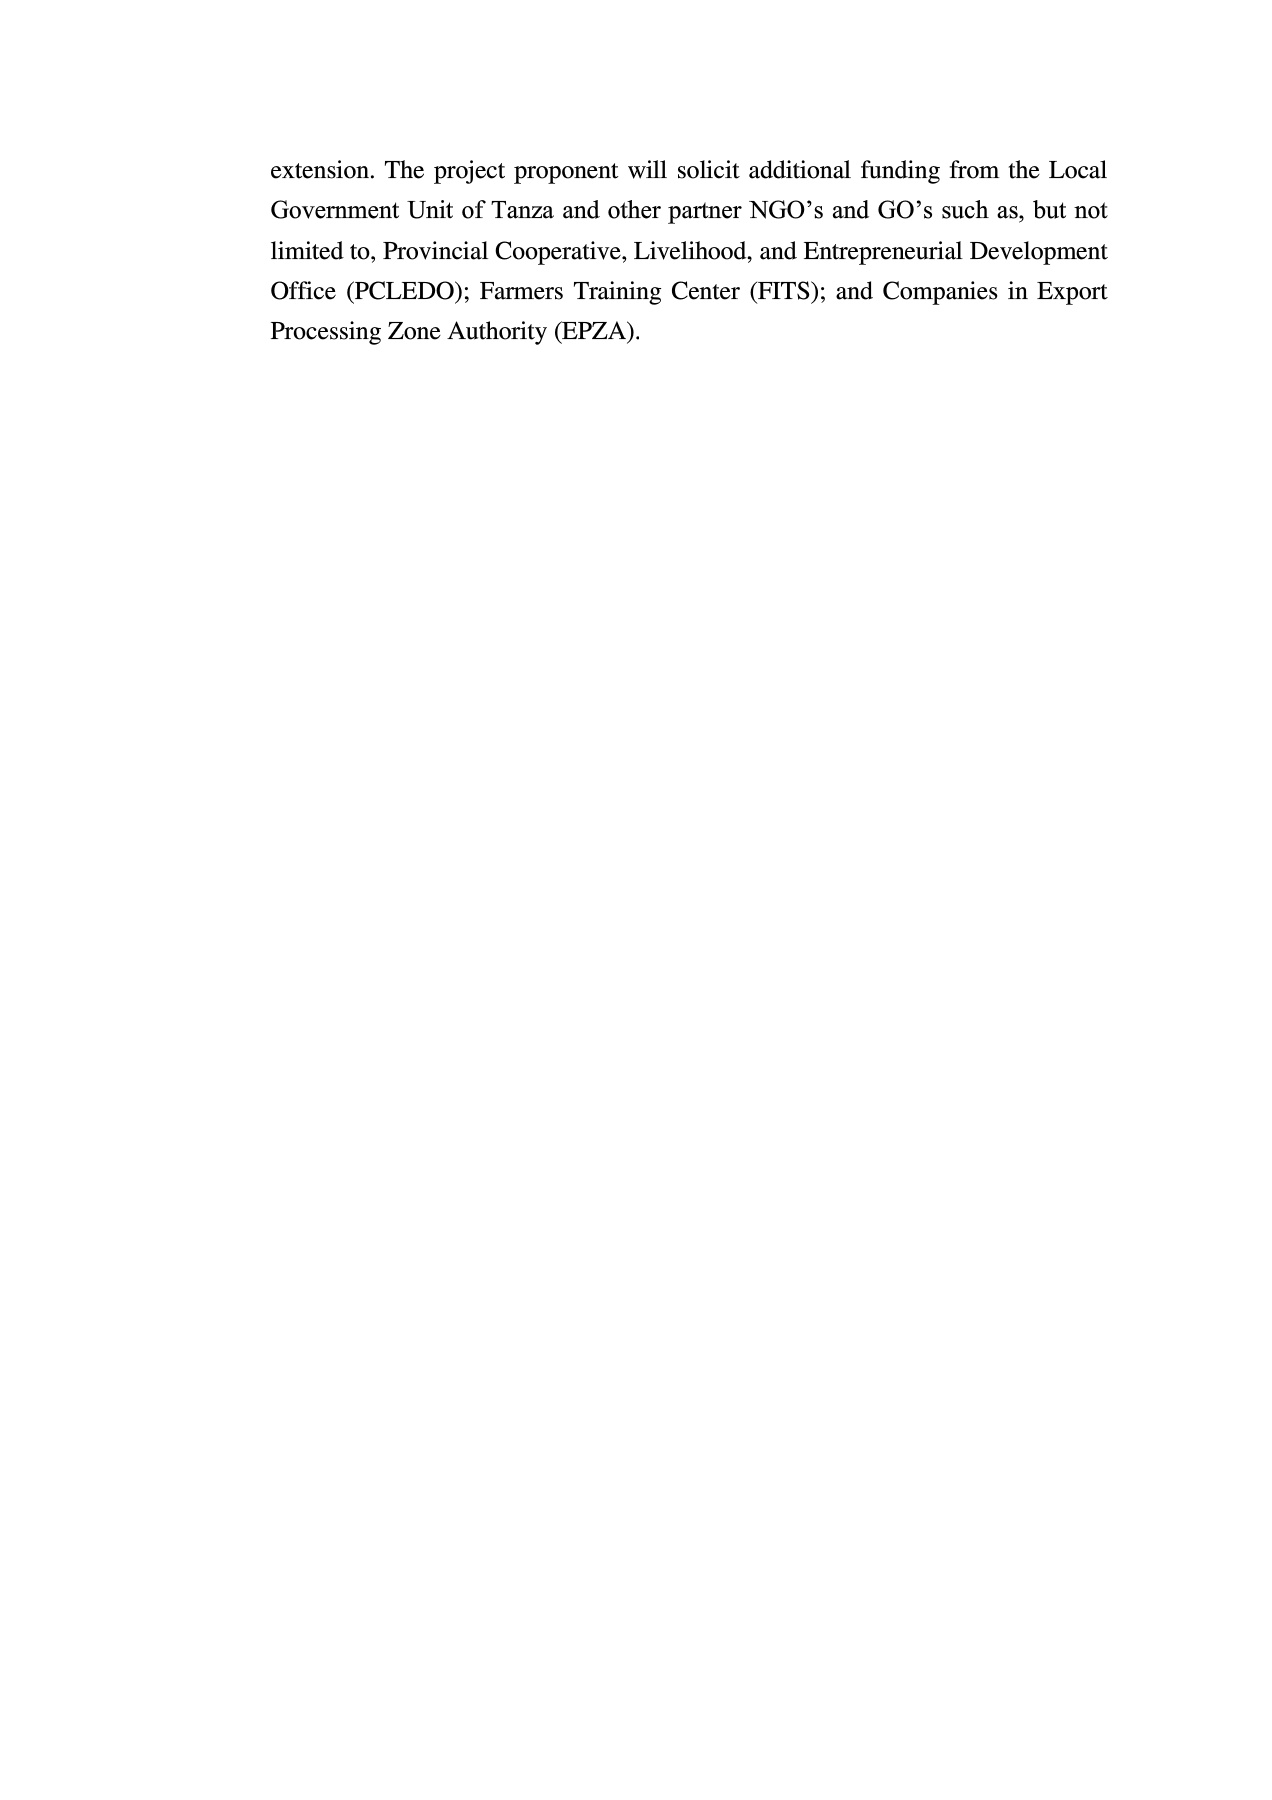 extension. The project proponent will solicit additional funding from the Local
Government Unit of Tanza and other partner NGO’s and GO’s such as, but not
limited to, Provincial Cooperative, Livelihood, and Entrepreneurial Development
Office (PCLEDO); Farmers Training Center (FITS); and Companies in Export
Processing Zone Authority (EPZA).